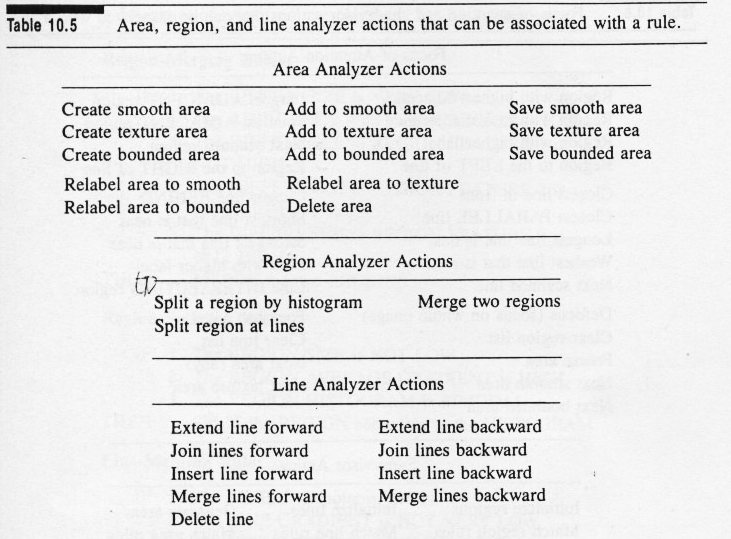 Table 10.5 Area, region, and line analyzer actions that can be associated with a rule.
Area Analyzer Actions
Create smooth area Add to smooth area Save smooth area
Create texture area Add to texture area Save texture area
Create bounded area Add to bounded area Save bounded area
Relabel area to smooth Relabel area to texture
Relabel area to bounded Delete area
Region Analyzer Actions
Split a region by histogram Merge two regions
Split region at lines
Line Analyzer Actions
Extend line forward Extend line backward
Join lines forward Join lines backward
Insert line forward Insert line backward
Merge lines forward Merge lines backward
Delete line